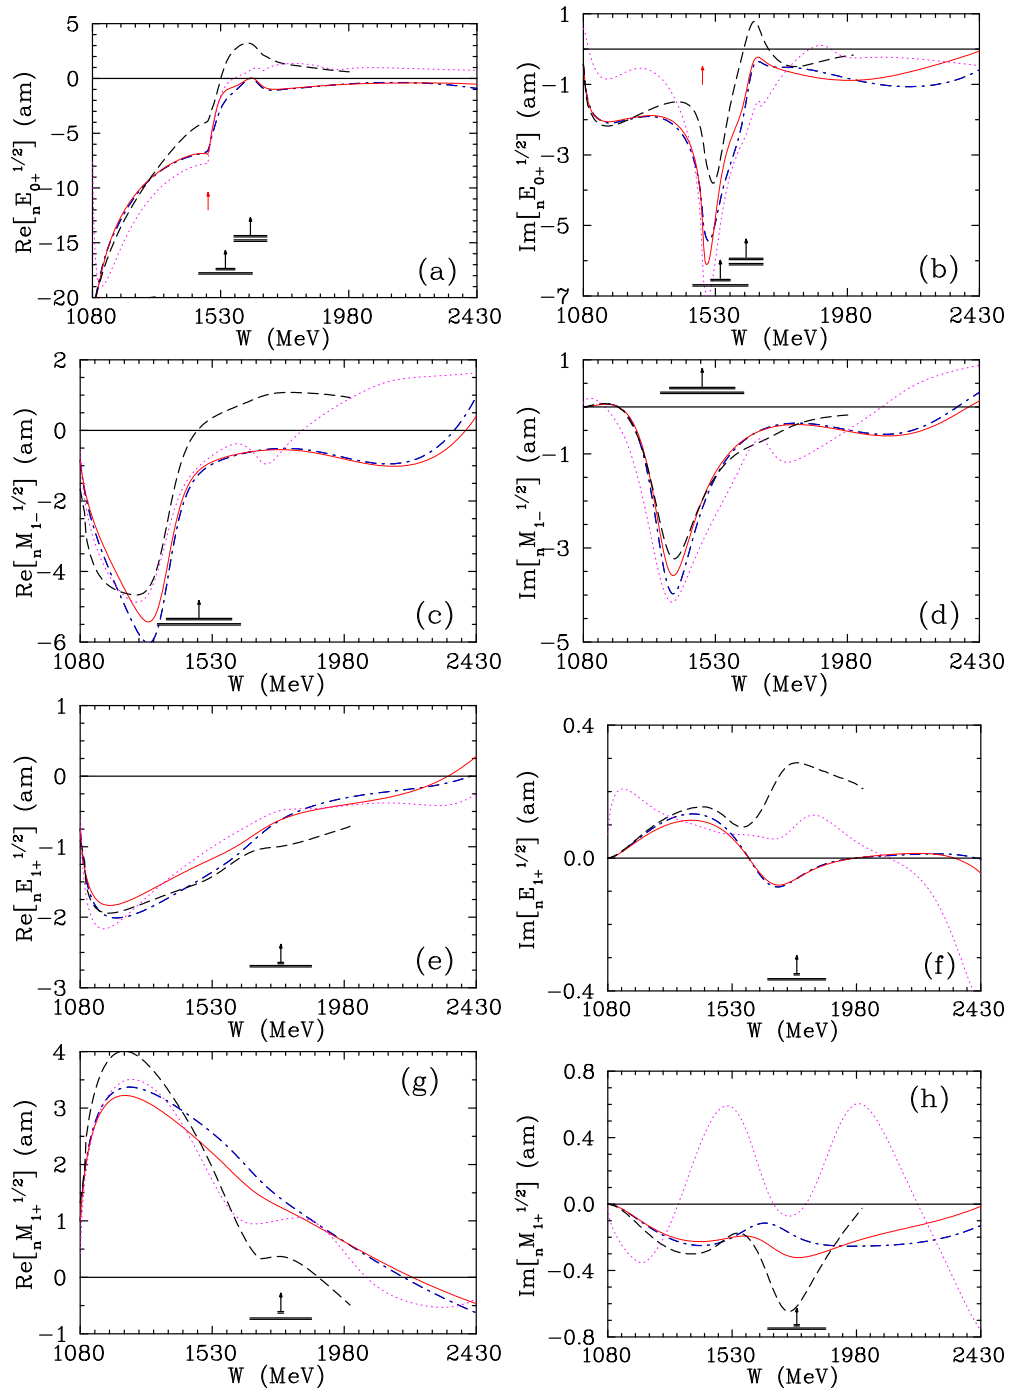 5
0
−5
−10
−15
−20
1080 1530 1980 2430
W (MeV)
Re[ₙE₀₊^1/2] (am)
(a)
1
−1
−3
−5
−7
1080 1530 1980 2430
W (MeV)
Im[ₙE₀₊^1/2] (am)
(b)
2
0
−2
−4
−6
1080 1530 1980 2430
W (MeV)
Re[ₙM₁₋^1/2] (am)
(c)
1
−1
−3
−5
1080 1530 1980 2430
W (MeV)
Im[ₙM₁₋^1/2] (am)
(d)
1
0
−1
−2
−3
1080 1530 1980 2430
W (MeV)
Re[ₙE₁₊^1/2] (am)
(e)
0.4
0.0
−0.4
1080 1530 1980 2430
W (MeV)
Im[ₙE₁₊^1/2] (am)
(f)
4
3
2
1
0
−1
1080 1530 1980 2430
W (MeV)
Re[ₙM₁₊^1/2] (am)
(g)
0.8
0.4
0.0
−0.4
−0.8
1080 1530 1980 2430
W (MeV)
Im[ₙM₁₊^1/2] (am)
(h)